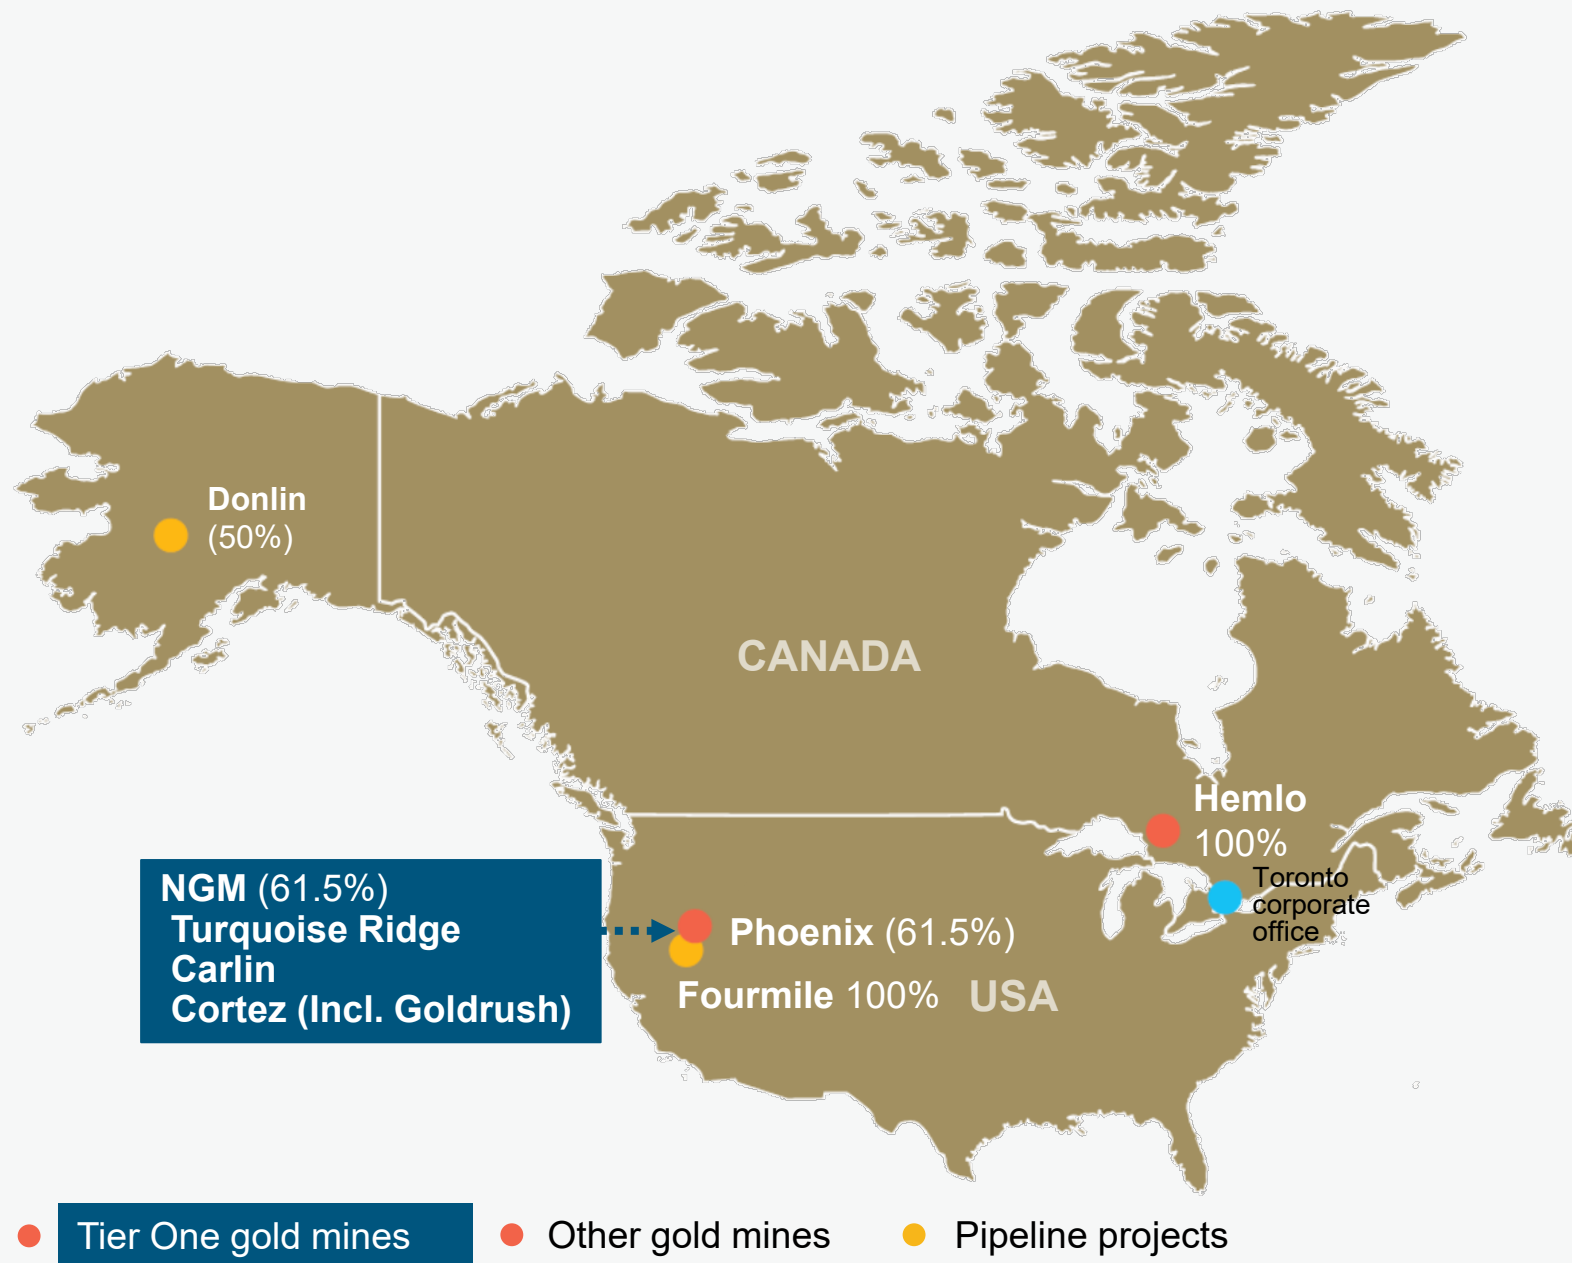 Donlin
(50%)
CANADA
Hemlo
100%
Toronto
corporate
office
NGM (61.5%)
Turquoise Ridge
Carlin
Cortez (Incl. Goldrush)
Phoenix (61.5%)
Fourmile 100%
USA
Tier One gold mines
Other gold mines
Pipeline projects